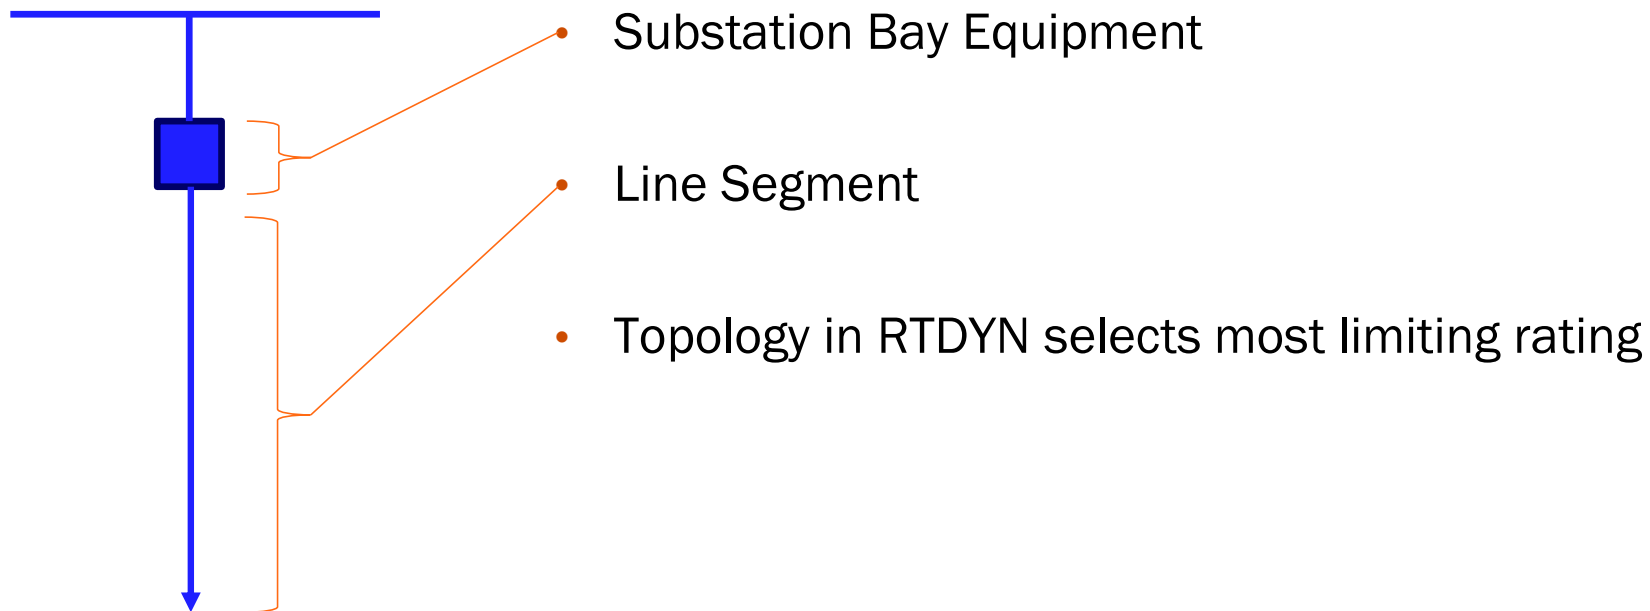 • Substation Bay Equipment
• Line Segment
• Topology in RTDYN selects most limiting rating